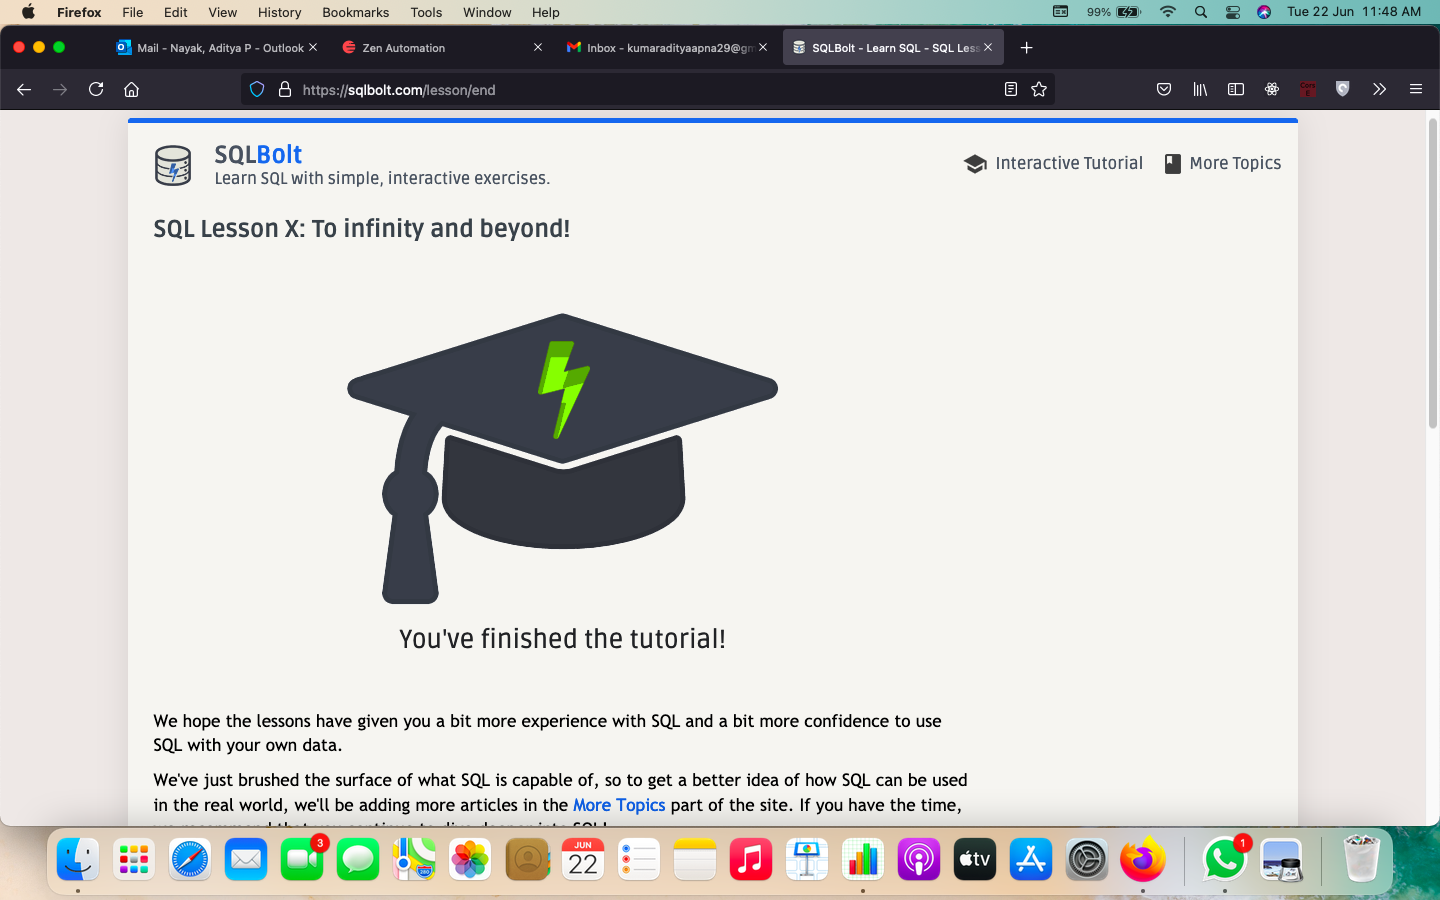 Firefox File Edit View History Bookmarks Tools Window Help 99% Tue 22 Jun 11:48 AM
Mail - Nayak, Aditya P - Outlook Zen Automation Inbox - kumaradityaapna29@gm SQLBolt - Learn SQL - SQL Less
https://sqlbolt.com/lesson/end
SQLBolt
Learn SQL with simple, interactive exercises.
Interactive Tutorial More Topics
SQL Lesson X: To infinity and beyond!
You've finished the tutorial!
We hope the lessons have given you a bit more experience with SQL and a bit more confidence to use
SQL with your own data.
We've just brushed the surface of what SQL is capable of, so to get a better idea of how SQL can be used
in the real world, we'll be adding more articles in the More Topics part of the site. If you have the time,
3 JUN 22 tv 1